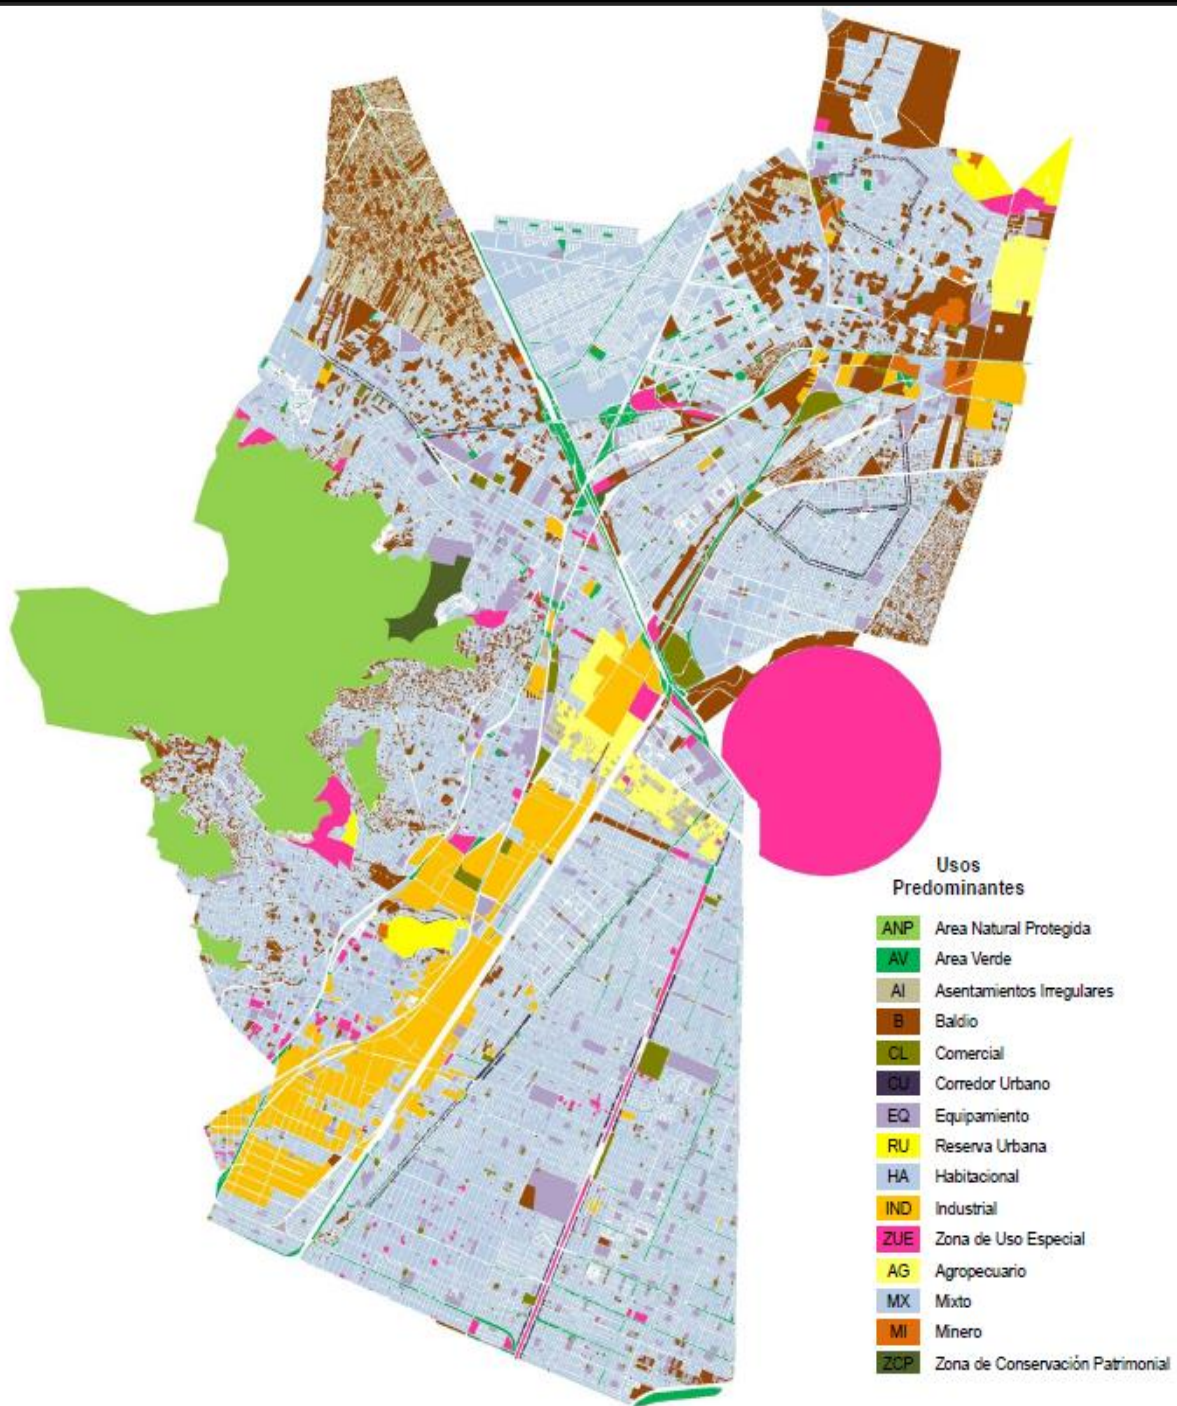 Usos
Predominantes
ANP Area Natural Protegida
AV Area Verde
AI Asentamientos Irregulares
B Baldio
CL Comercial
CU Corredor Urbano
EQ Equipamiento
RU Reserva Urbana
HA Habitacional
IND Industrial
ZUE Zona de Uso Especial
AG Agropecuario
MX Mixto
MI Minero
ZCP Zona de Conservación Patrimonial